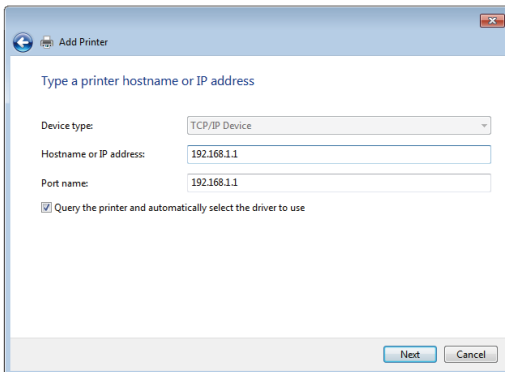 Add Printer
Type a printer hostname or IP address
Device type: TCP/IP Device
Hostname or IP address: 192.168.1.1
Port name: 192.168.1.1
Query the printer and automatically select the driver to use
Next Cancel